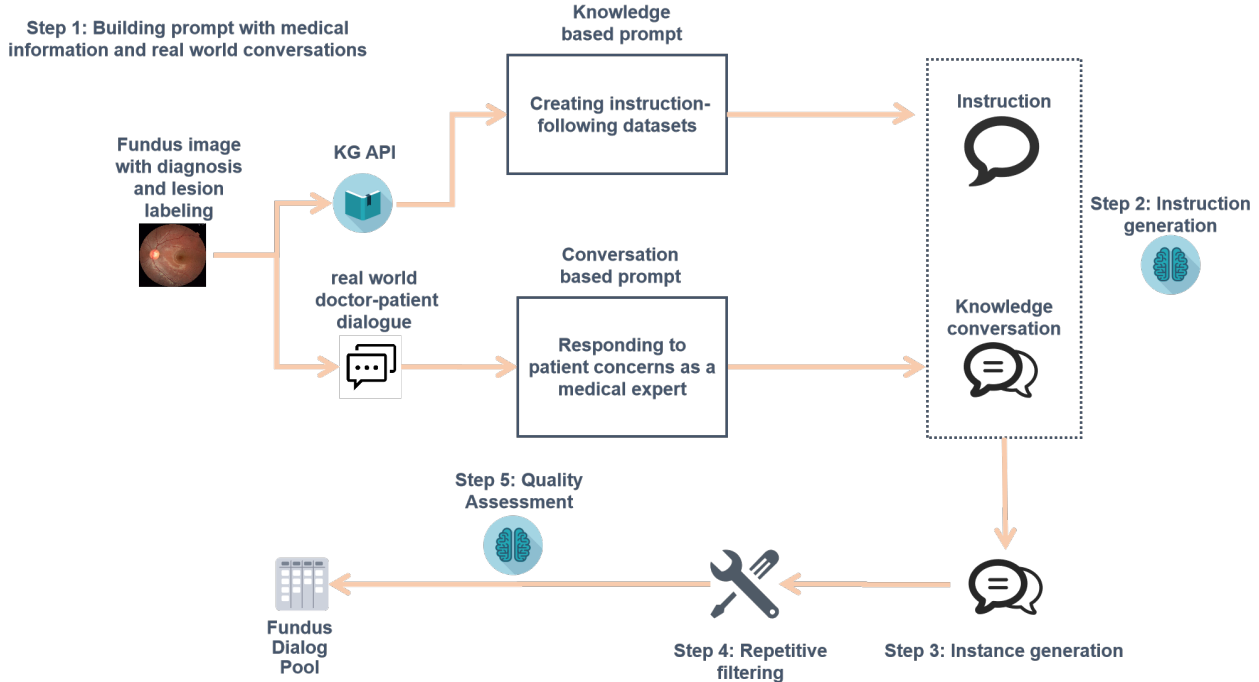 Step 1: Building prompt with medical
information and real world conversations
Knowledge
based prompt
Creating instruction-
following datasets
Instruction
Fundus image
with diagnosis
and lesion
labeling
KG API
Step 2: Instruction
generation
real world
doctor-patient
dialogue
Conversation
based prompt
Responding to
patient concerns as a
medical expert
Knowledge
conversation
Step 5: Quality
Assessment
Fundus
Dialog
Pool
Step 4: Repetitive
filtering
Step 3: Instance generation